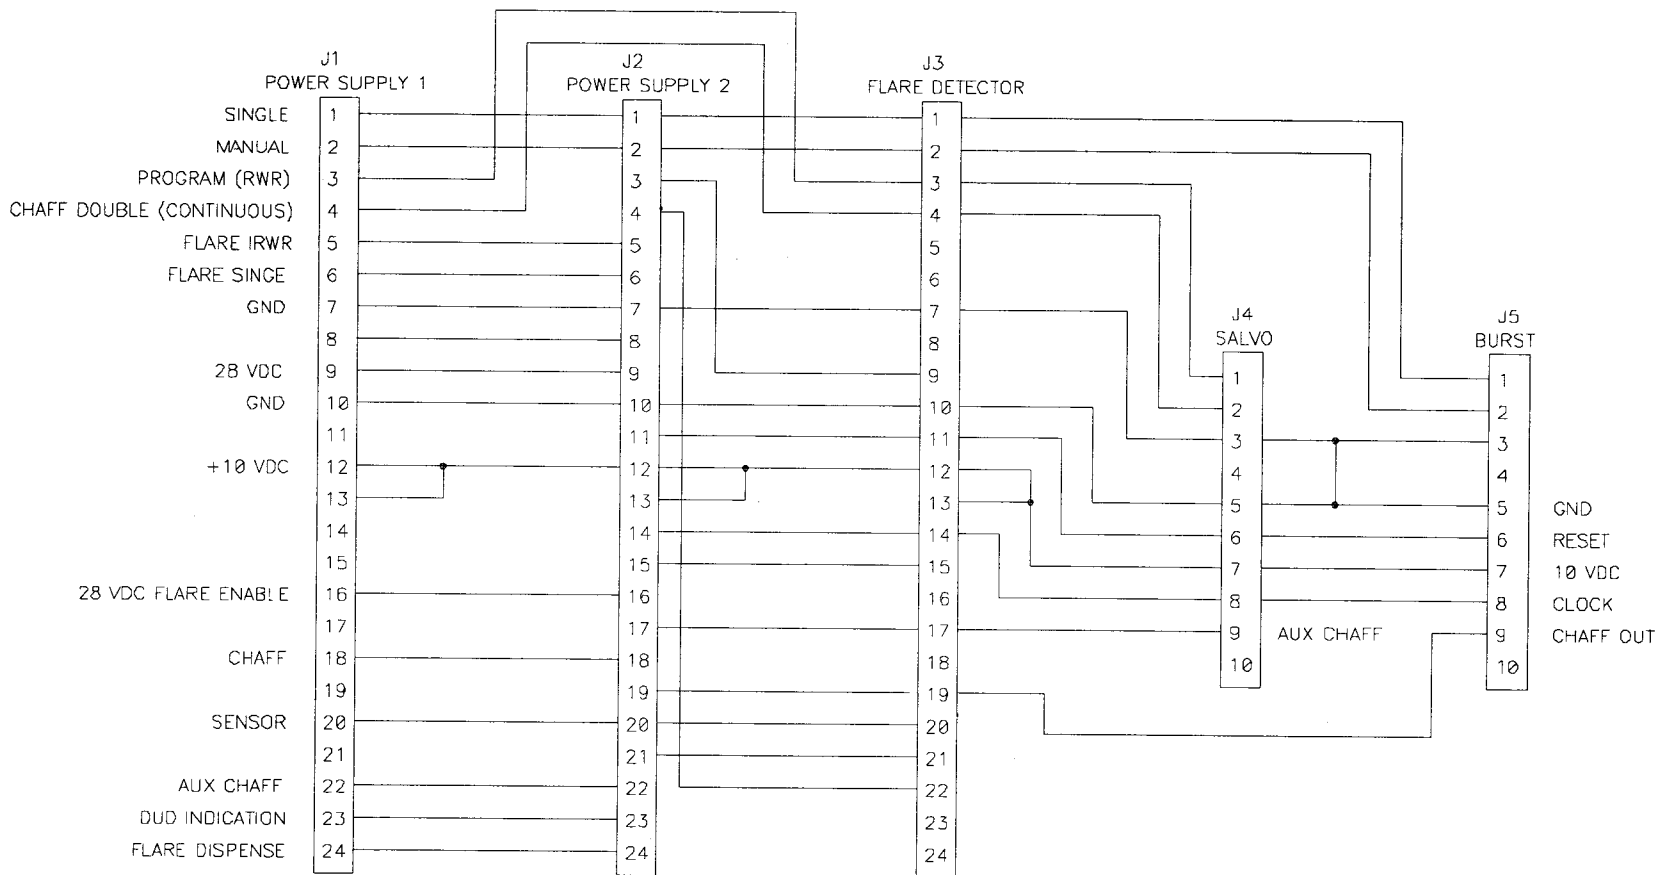 J1
POWER SUPPLY 1
J2
POWER SUPPLY 2
J3
FLARE DETECTOR
SINGLE
MANUAL
PROGRAM (RWR)
CHAFF DOUBLE (CONTINUOUS)
FLARE IRWR
FLARE SINGE
GND
28 VDC
GND
+10 VDC
28 VDC FLARE ENABLE
CHAFF
SENSOR
AUX CHAFF
DUD INDICATION
FLARE DISPENSE
1
2
3
4
5
6
7
8
9
10
11
12
13
14
15
16
17
18
19
20
21
22
23
24
1
2
3
4
5
6
7
8
9
10
11
12
13
14
15
16
17
18
19
20
21
22
23
24
1
2
3
4
5
6
7
8
9
10
11
12
13
14
15
16
17
18
19
20
21
22
23
24
J4
SALVO
1
2
3
4
5
6
7
8
9
10
AUX CHAFF
J5
BURST
1
2
3
4
5
6
7
8
9
10
GND
RESET
10 VDC
CLOCK
CHAFF OUT